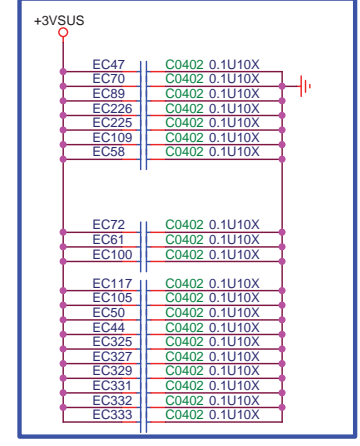 +3VSUS
EC47 C0402 0.1U10X
EC70 C0402 0.1U10X
EC89 C0402 0.1U10X
EC226 C0402 0.1U10X
EC225 C0402 0.1U10X
EC109 C0402 0.1U10X
EC58 C0402 0.1U10X
EC72 C0402 0.1U10X
EC61 C0402 0.1U10X
EC100 C0402 0.1U10X
EC117 C0402 0.1U10X
EC105 C0402 0.1U10X
EC50 C0402 0.1U10X
EC44 C0402 0.1U10X
EC325 C0402 0.1U10X
EC327 C0402 0.1U10X
EC329 C0402 0.1U10X
EC331 C0402 0.1U10X
EC332 C0402 0.1U10X
EC333 C0402 0.1U10X